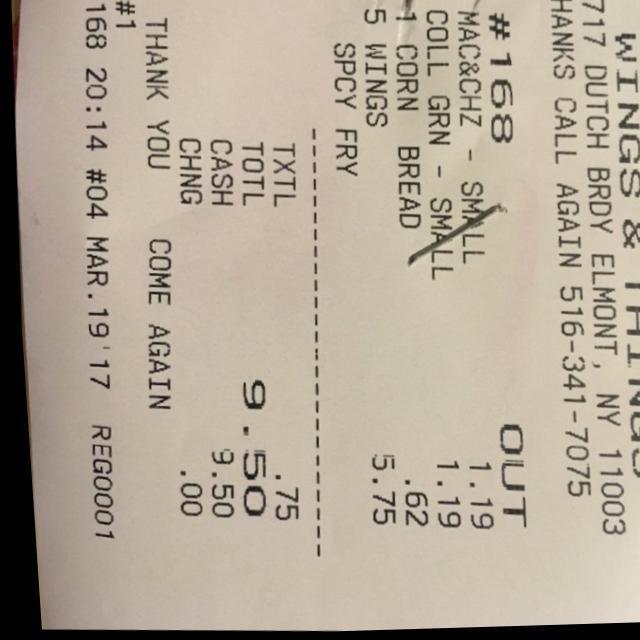 WINGS & THINGS
717 DUTCH BRDY ELMONT, NY 11003
HANKS CALL AGAIN 516-341-7075
#168 OUT
MAC&CHZ - SMALL 1.19
COLL GRN - SMALL 1.19
1 CORN BREAD .62
5 WINGS 5.75
SPCY FRY
TXTL .75
TOTL 9.50
CASH 9.50
CHNG .00
THANK YOU COME AGAIN
#1
168 20:14 #04 MAR.19'17 REG0001